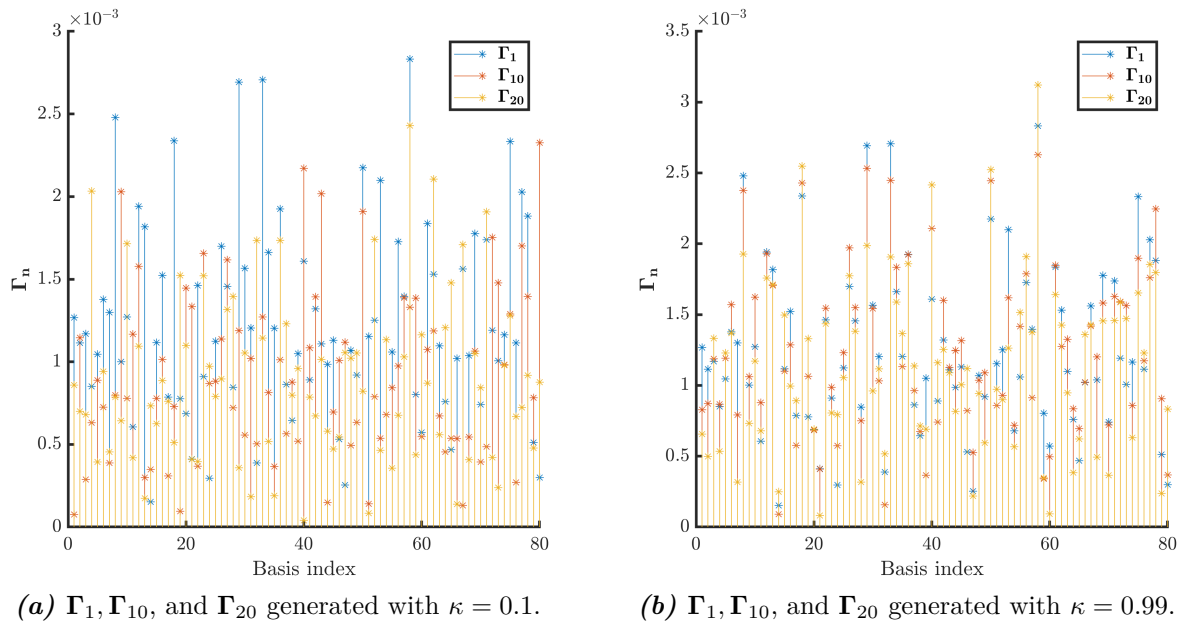 ×10⁻³
3
2.5
2
1.5
1
0.5
0
Γₙ
0 20 40 60 80
Basis index
Γ₁
Γ₁₀
Γ₂₀
(a) Γ₁, Γ₁₀, and Γ₂₀ generated with κ = 0.1.
×10⁻³
3.5
3
2.5
2
1.5
1
0.5
0
Γₙ
0 20 40 60 80
Basis index
Γ₁
Γ₁₀
Γ₂₀
(b) Γ₁, Γ₁₀, and Γ₂₀ generated with κ = 0.99.